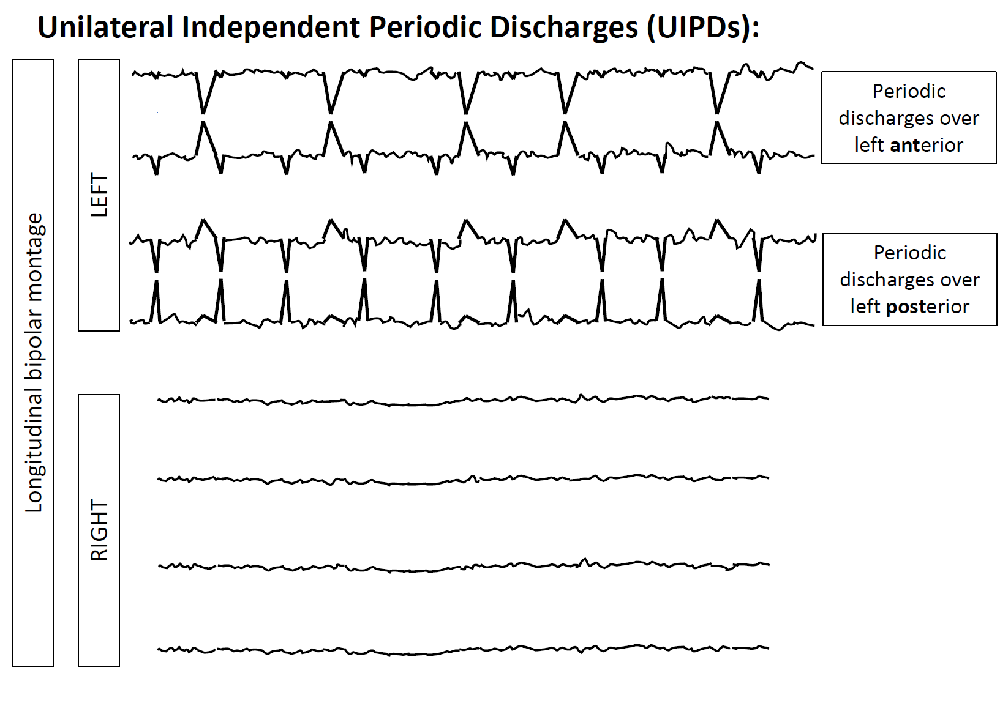 Unilateral Independent Periodic Discharges (UIPDs):
Longitudinal bipolar montage
LEFT
Periodic
discharges over
left anterior
Periodic
discharges over
left posterior
RIGHT